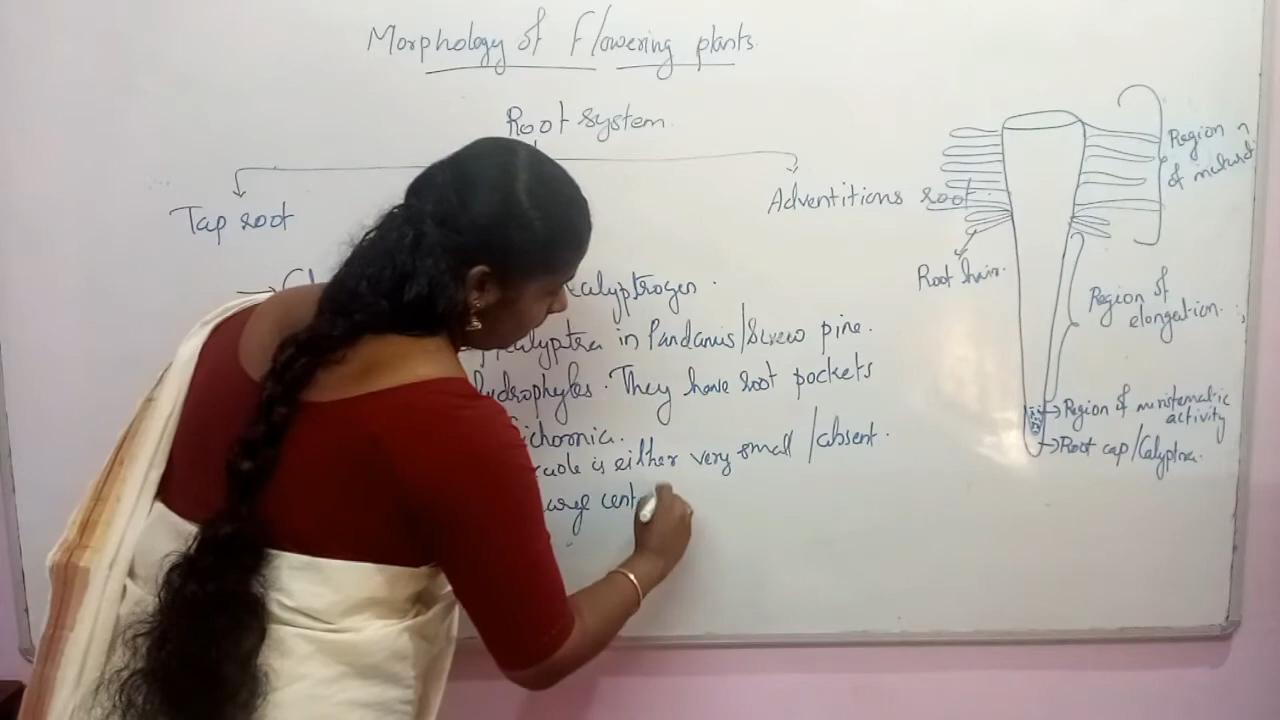 Morphology of Flowering plants.
Root system.
Tap root
Adventitions root
calyptrogen.
calyptra in Pandanus/Screw pine.
Hydrophytes. They have root pockets
Eichornia.
is either very small /absent.
cent
Region
of
Root hair.
Region of
elongation.
Region of meristematic
activity
Root cap/Calyptra.